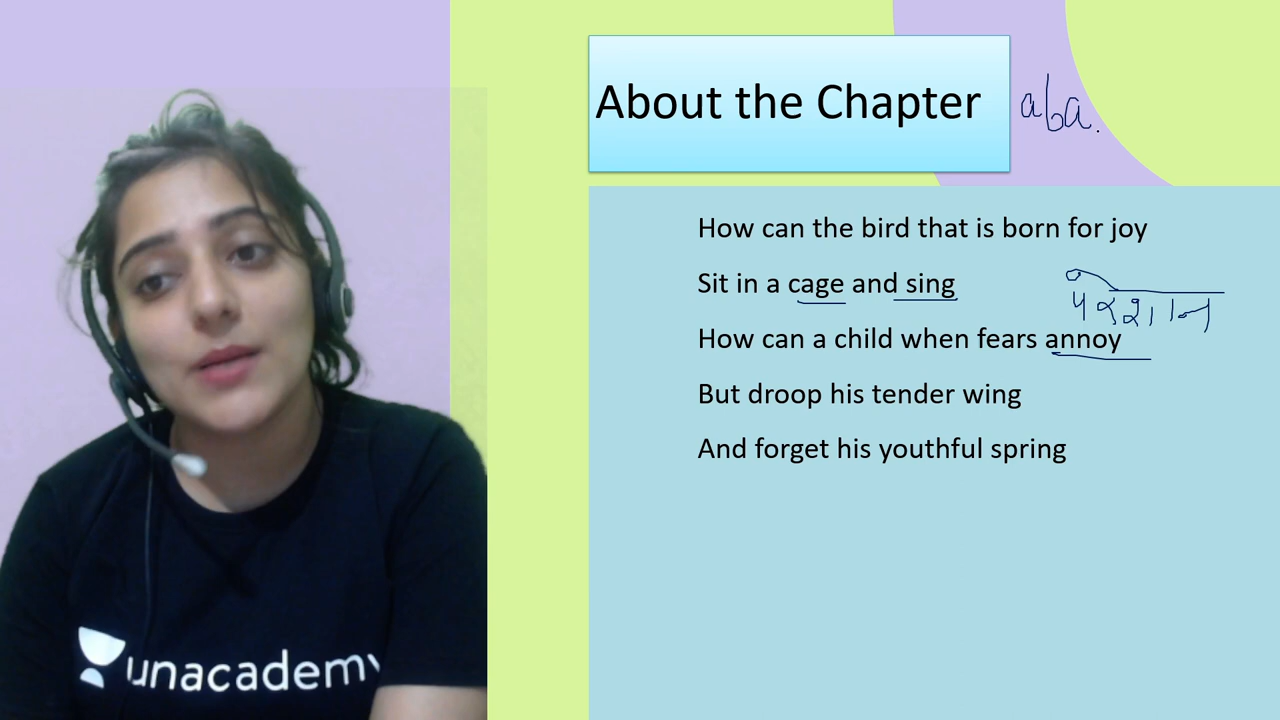 About the Chapter
aba.
How can the bird that is born for joy
Sit in a cage and sing
परेशान
How can a child when fears annoy
But droop his tender wing
And forget his youthful spring
unacademy